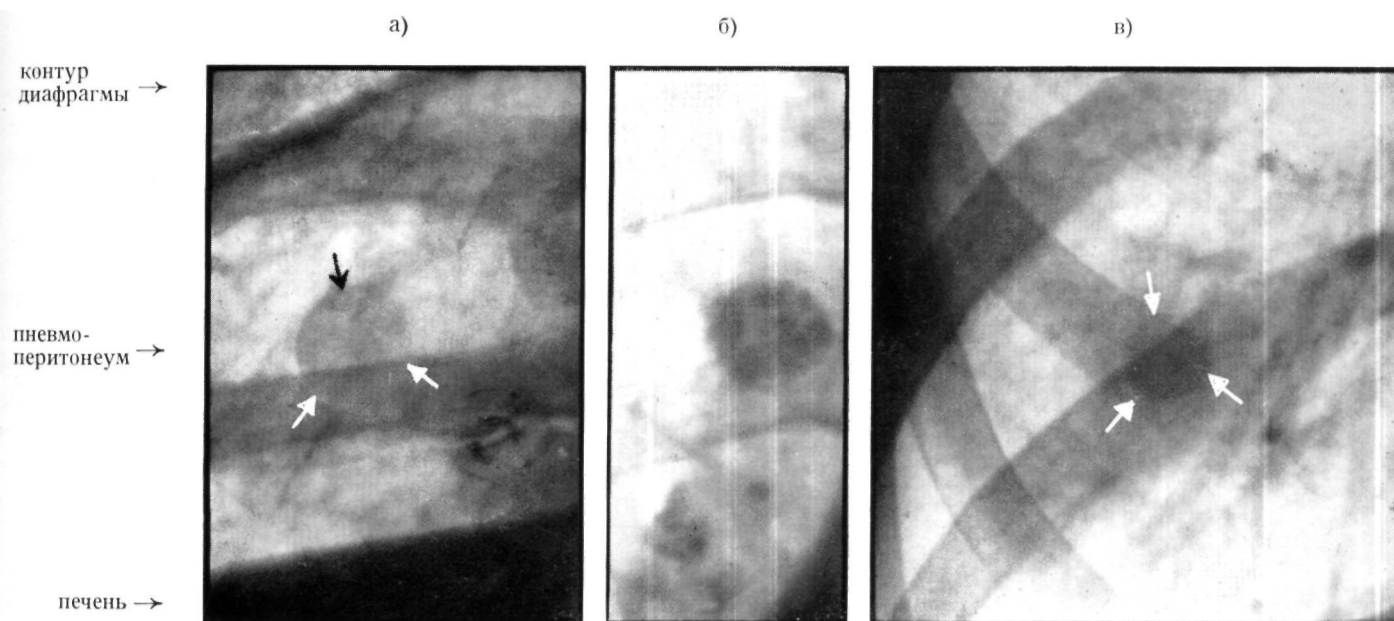 а)
б)
в)
контур
диафрагмы →
пневмо-
перитонеум →
печень →